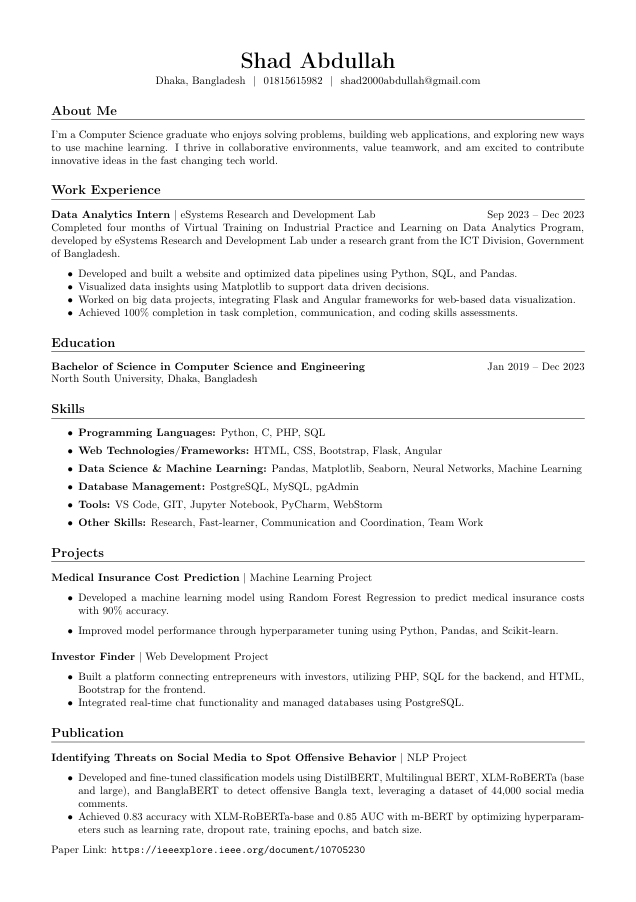 Shad Abdullah
Dhaka, Bangladesh | 01815615982 | shad2000abdullah@gmail.com
About Me
I'm a Computer Science graduate who enjoys solving problems, building web applications, and exploring new ways
to use machine learning. I thrive in collaborative environments, value teamwork, and am excited to contribute
innovative ideas in the fast changing tech world.
Work Experience
Data Analytics Intern | eSystems Research and Development Lab Sep 2023 – Dec 2023
Completed four months of Virtual Training on Industrial Practice and Learning on Data Analytics Program,
developed by eSystems Research and Development Lab under a research grant from the ICT Division, Government
of Bangladesh.
• Developed and built a website and optimized data pipelines using Python, SQL, and Pandas.
• Visualized data insights using Matplotlib to support data driven decisions.
• Worked on big data projects, integrating Flask and Angular frameworks for web-based data visualization.
• Achieved 100% completion in task completion, communication, and coding skills assessments.
Education
Bachelor of Science in Computer Science and Engineering Jan 2019 – Dec 2023
North South University, Dhaka, Bangladesh
Skills
• Programming Languages: Python, C, PHP, SQL
• Web Technologies/Frameworks: HTML, CSS, Bootstrap, Flask, Angular
• Data Science & Machine Learning: Pandas, Matplotlib, Seaborn, Neural Networks, Machine Learning
• Database Management: PostgreSQL, MySQL, pgAdmin
• Tools: VS Code, GIT, Jupyter Notebook, PyCharm, WebStorm
• Other Skills: Research, Fast-learner, Communication and Coordination, Team Work
Projects
Medical Insurance Cost Prediction | Machine Learning Project
• Developed a machine learning model using Random Forest Regression to predict medical insurance costs
with 90% accuracy.
• Improved model performance through hyperparameter tuning using Python, Pandas, and Scikit-learn.
Investor Finder | Web Development Project
• Built a platform connecting entrepreneurs with investors, utilizing PHP, SQL for the backend, and HTML,
Bootstrap for the frontend.
• Integrated real-time chat functionality and managed databases using PostgreSQL.
Publication
Identifying Threats on Social Media to Spot Offensive Behavior | NLP Project
• Developed and fine-tuned classification models using DistilBERT, Multilingual BERT, XLM-RoBERTa (base
and large), and BanglaBERT to detect offensive Bangla text, leveraging a dataset of 44,000 social media
comments.
• Achieved 0.83 accuracy with XLM-RoBERTa-base and 0.85 AUC with m-BERT by optimizing hyperparam-
eters such as learning rate, dropout rate, training epochs, and batch size.
Paper Link: https://ieeexplore.ieee.org/document/10705230